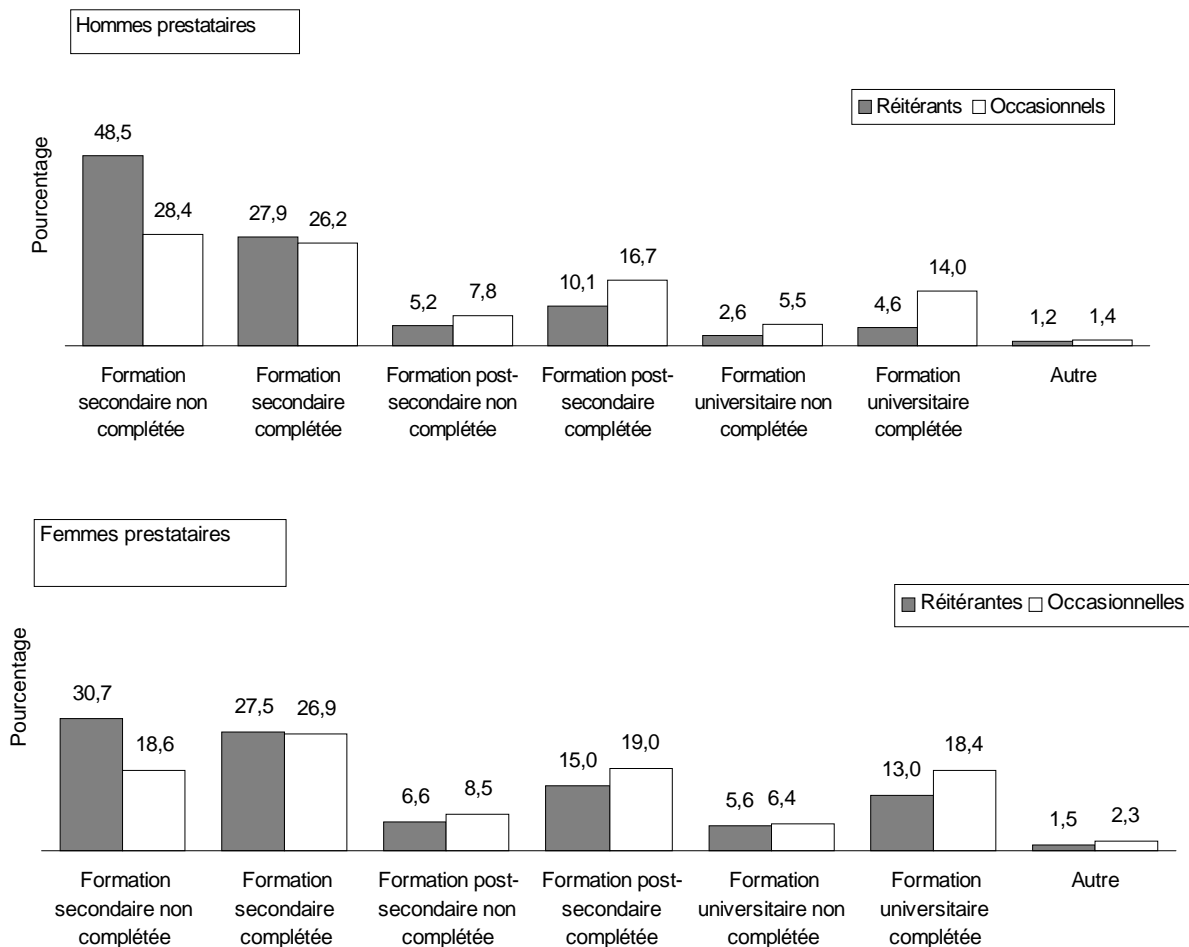 Hommes prestataires
Réitérants Occasionnels
Pourcentage
48,5
28,4
27,9
26,2
5,2
7,8
10,1
16,7
2,6
5,5
4,6
14,0
1,2
1,4
Formation
secondaire non
complétée
Formation
secondaire
complétée
Formation post-
secondaire non
complétée
Formation post-
secondaire
complétée
Formation
universitaire non
complétée
Formation
universitaire
complétée
Autre
Femmes prestataires
Réitérantes Occasionnelles
Pourcentage
30,7
18,6
27,5
26,9
6,6
8,5
15,0
19,0
5,6
6,4
13,0
18,4
1,5
2,3
Formation
secondaire non
complétée
Formation
secondaire
complétée
Formation post-
secondaire non
complétée
Formation post-
secondaire
complétée
Formation
universitaire non
complétée
Formation
universitaire
complétée
Autre